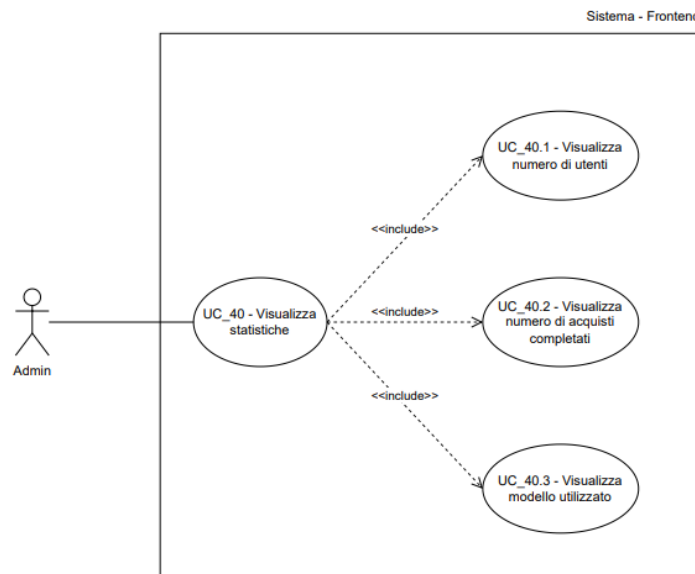 Sistema - Frontend
UC_40.1 - Visualizza
numero di utenti
<<include>>
UC_40 - Visualizza
statistiche
<<include>>
UC_40.2 - Visualizza
numero di acquisti
completati
Admin
<<include>>
UC_40.3 - Visualizza
modello utilizzato